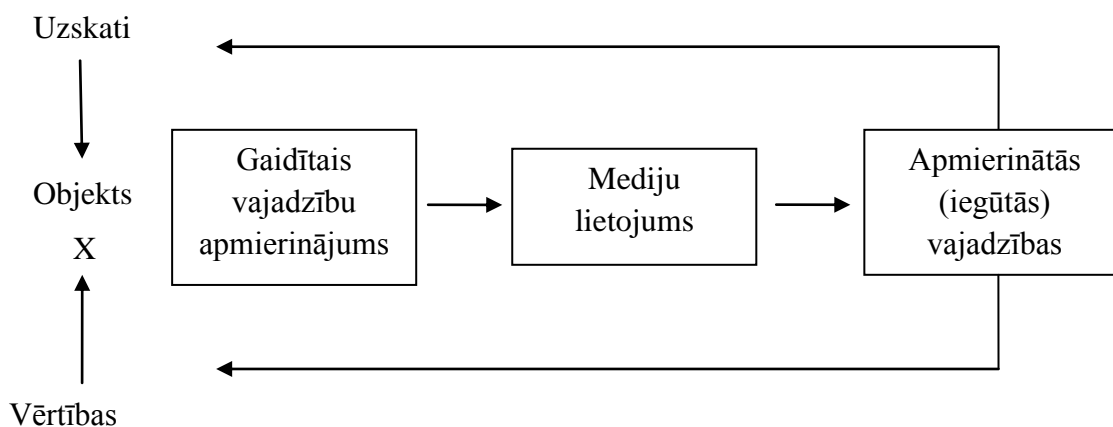 Uzskati
Objekts
X
Vērtības
Gaidītais
vajadzību
apmierinājums
Mediju
lietojums
Apmierinātās
(iegūtās)
vajadzības